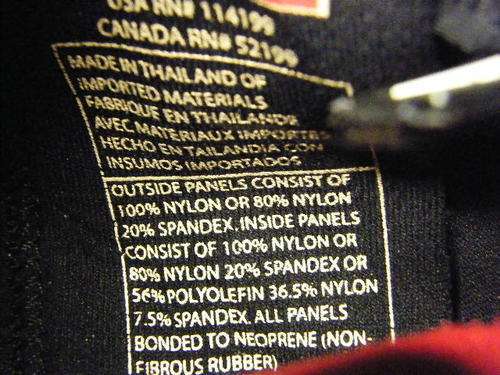 USA RN# 114199
CANADA RN# 52199
MADE IN THAILAND OF
IMPORTED MATERIALS
FABRIQUE EN THAILANDE
AVEC MATERIAUX IMPORTES
HECHO EN TAILANDIA CON
INSUMOS IMPORTADOS
OUTSIDE PANELS CONSIST OF
100% NYLON OR 80% NYLON
20% SPANDEX. INSIDE PANELS
CONSIST OF 100% NYLON OR
80% NYLON 20% SPANDEX OR
56% POLYOLEFIN 36.5% NYLON
7.5% SPANDEX. ALL PANELS
BONDED TO NEOPRENE (NON-
FIBROUS RUBBER)